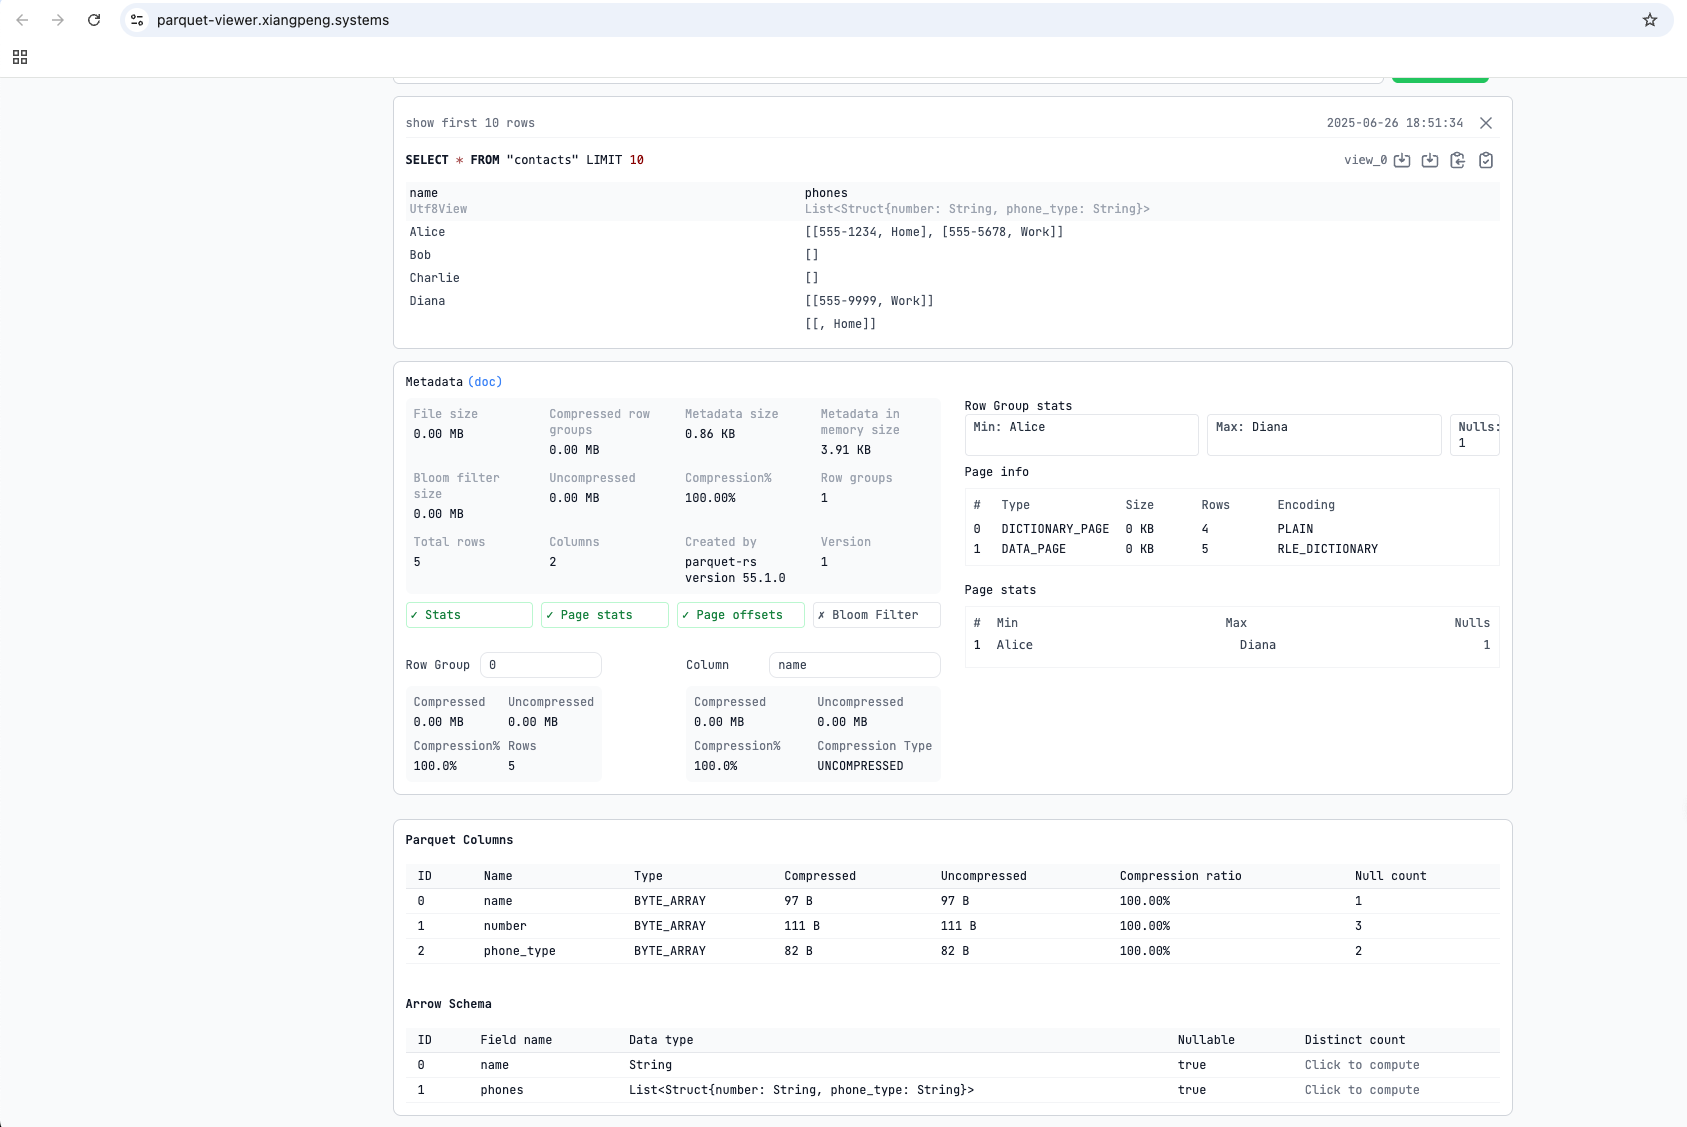 parquet-viewer.xiangpeng.systems
show first 10 rows 2025-06-26 18:51:34
SELECT * FROM "contacts" LIMIT 10 view_0
name phones
Utf8View List<Struct{number: String, phone_type: String}>
Alice [[555-1234, Home], [555-5678, Work]]
Bob []
Charlie []
Diana [[555-9999, Work]]
[[, Home]]
Metadata (doc)
File size Compressed row groups Metadata size Metadata in memory size
0.00 MB 0.00 MB 0.86 KB 3.91 KB
Bloom filter size Uncompressed Compression% Row groups
0.00 MB 0.00 MB 100.00% 1
Total rows Columns Created by Version
5 2 parquet-rs version 55.1.0 1
✓ Stats ✓ Page stats ✓ Page offsets ✗ Bloom Filter
Row Group 0 Column name
Compressed Uncompressed Compressed Uncompressed
0.00 MB 0.00 MB 0.00 MB 0.00 MB
Compression% Rows Compression% Compression Type
100.0% 5 100.0% UNCOMPRESSED
Row Group stats
Min: Alice Max: Diana Nulls: 1
Page info
# Type Size Rows Encoding
0 DICTIONARY_PAGE 0 KB 4 PLAIN
1 DATA_PAGE 0 KB 5 RLE_DICTIONARY
Page stats
# Min Max Nulls
1 Alice Diana 1
Parquet Columns
ID Name Type Compressed Uncompressed Compression ratio Null count
0 name BYTE_ARRAY 97 B 97 B 100.00% 1
1 number BYTE_ARRAY 111 B 111 B 100.00% 3
2 phone_type BYTE_ARRAY 82 B 82 B 100.00% 2
Arrow Schema
ID Field name Data type Nullable Distinct count
0 name String true Click to compute
1 phones List<Struct{number: String, phone_type: String}> true Click to compute